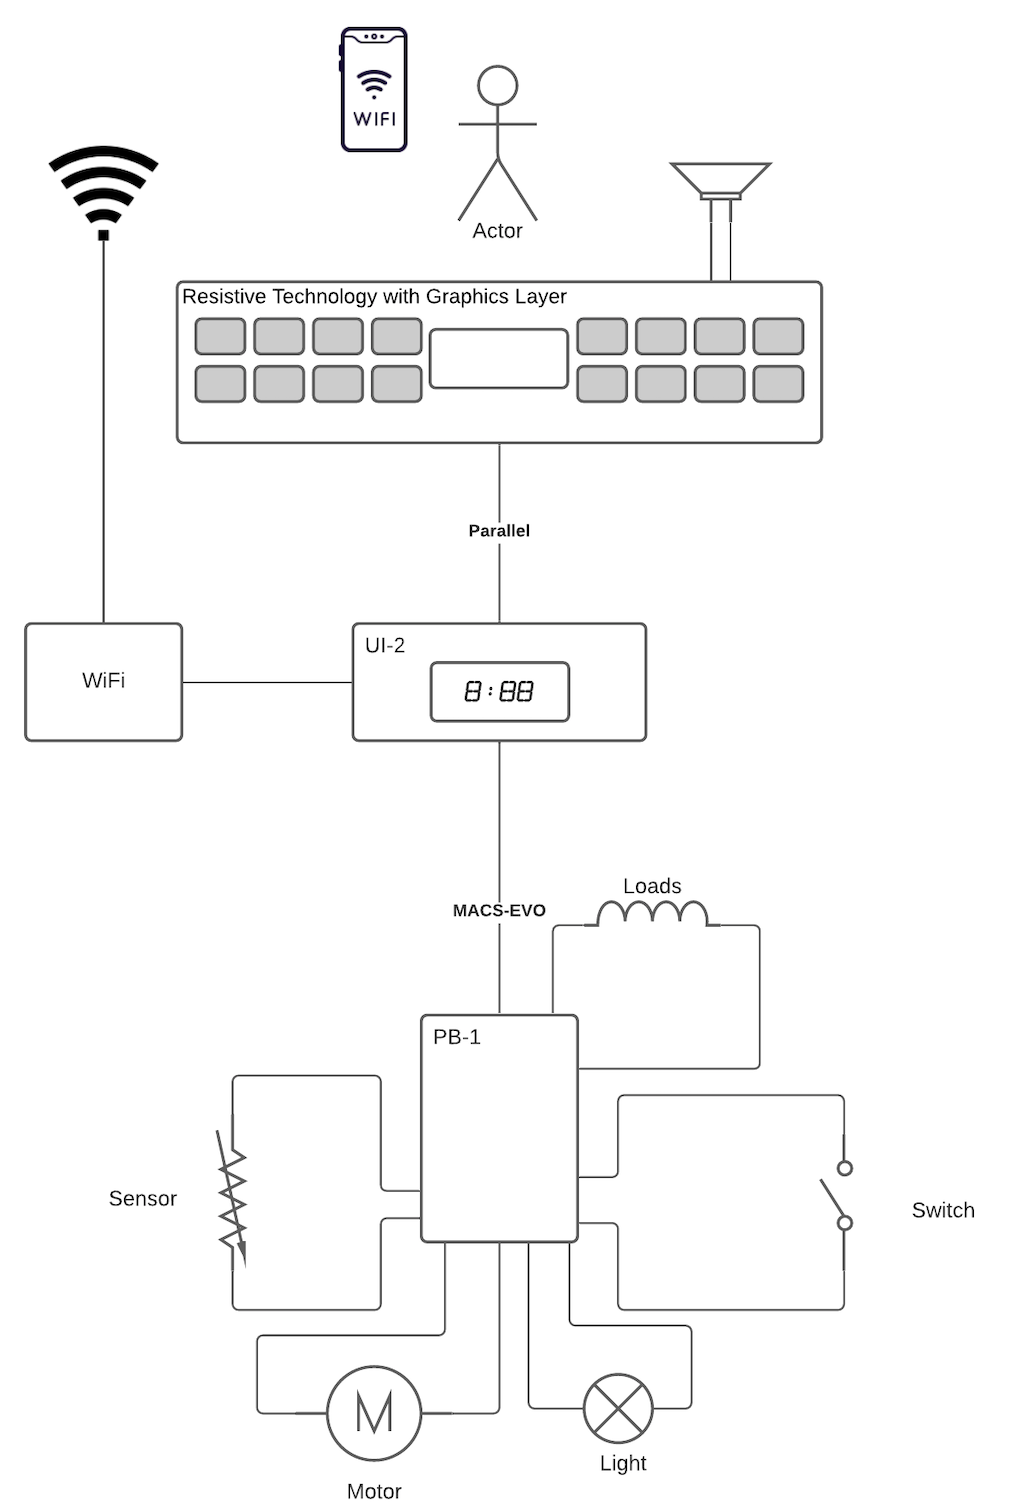 WIFI
Actor
Resistive Technology with Graphics Layer
Parallel
UI-2
WiFi
8:88
Loads
MACS-EVO
PB-1
Sensor
Switch
M
Light
Motor